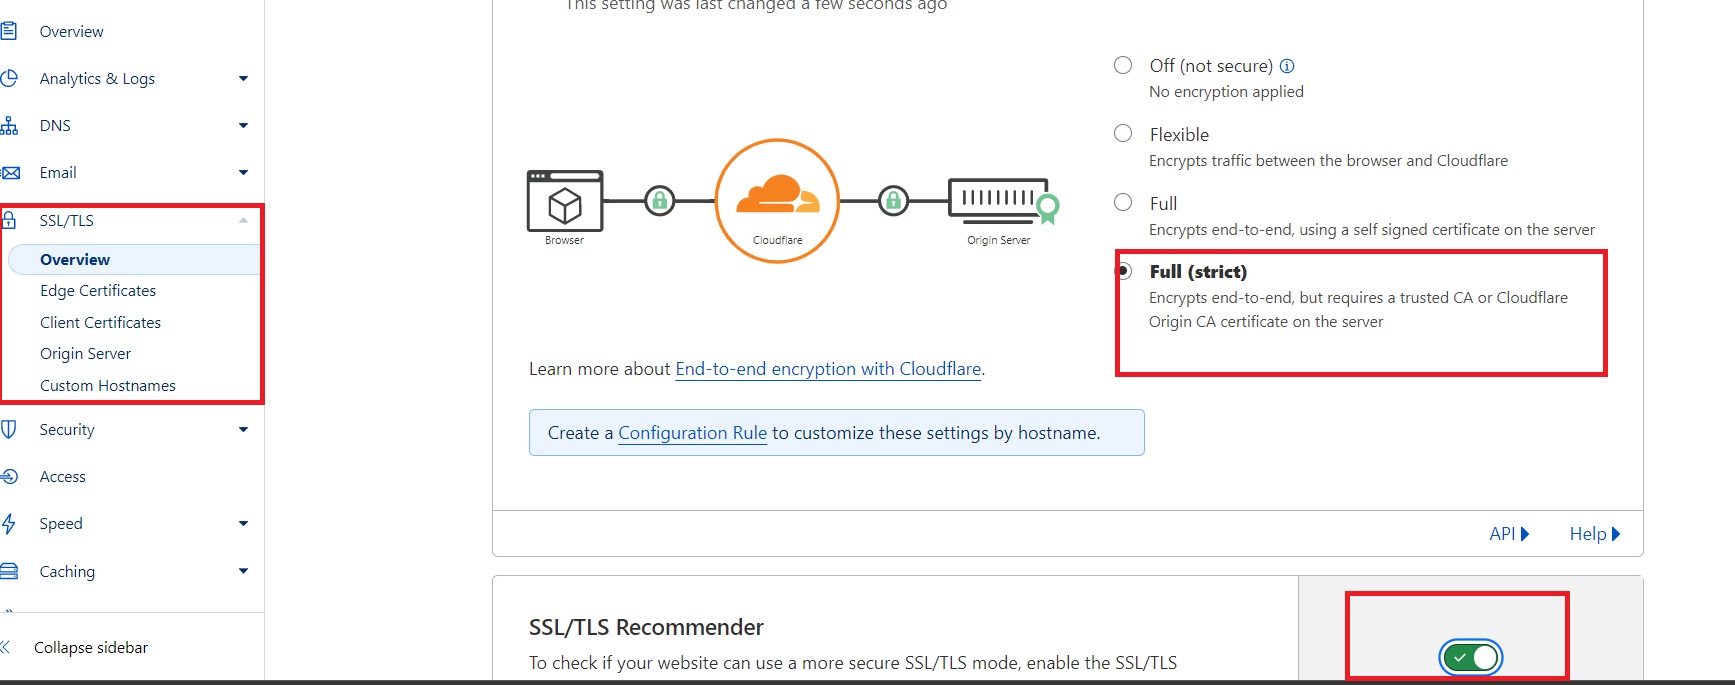 This setting was last changed a few seconds ago
Overview
Analytics & Logs
DNS
Email
SSL/TLS
Overview
Edge Certificates
Client Certificates
Origin Server
Custom Hostnames
Security
Access
Speed
Caching
Collapse sidebar
Browser
Cloudflare
Origin Server
Off (not secure)
No encryption applied
Flexible
Encrypts traffic between the browser and Cloudflare
Full
Encrypts end-to-end, using a self signed certificate on the server
Full (strict)
Encrypts end-to-end, but requires a trusted CA or Cloudflare
Origin CA certificate on the server
Learn more about End-to-end encryption with Cloudflare.
Create a Configuration Rule to customize these settings by hostname.
API
Help
SSL/TLS Recommender
To check if your website can use a more secure SSL/TLS mode, enable the SSL/TLS